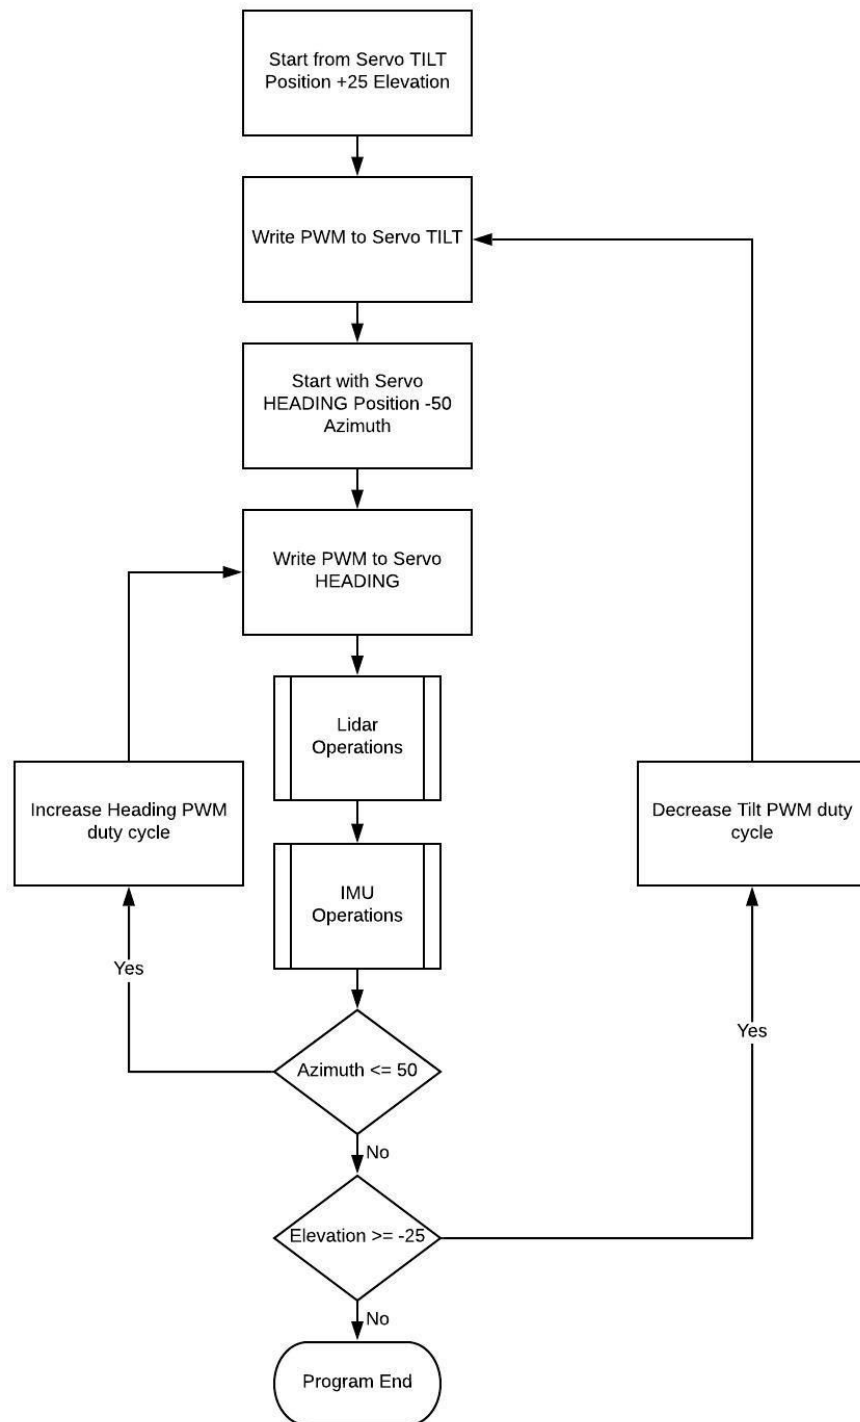 Start from Servo TILT
Position +25 Elevation
Write PWM to Servo TILT
Start with Servo
HEADING Position -50
Azimuth
Write PWM to Servo
HEADING
Lidar
Operations
Increase Heading PWM
duty cycle
Decrease Tilt PWM duty
cycle
IMU
Operations
Yes
Yes
Azimuth <= 50
No
Elevation >= -25
No
Program End